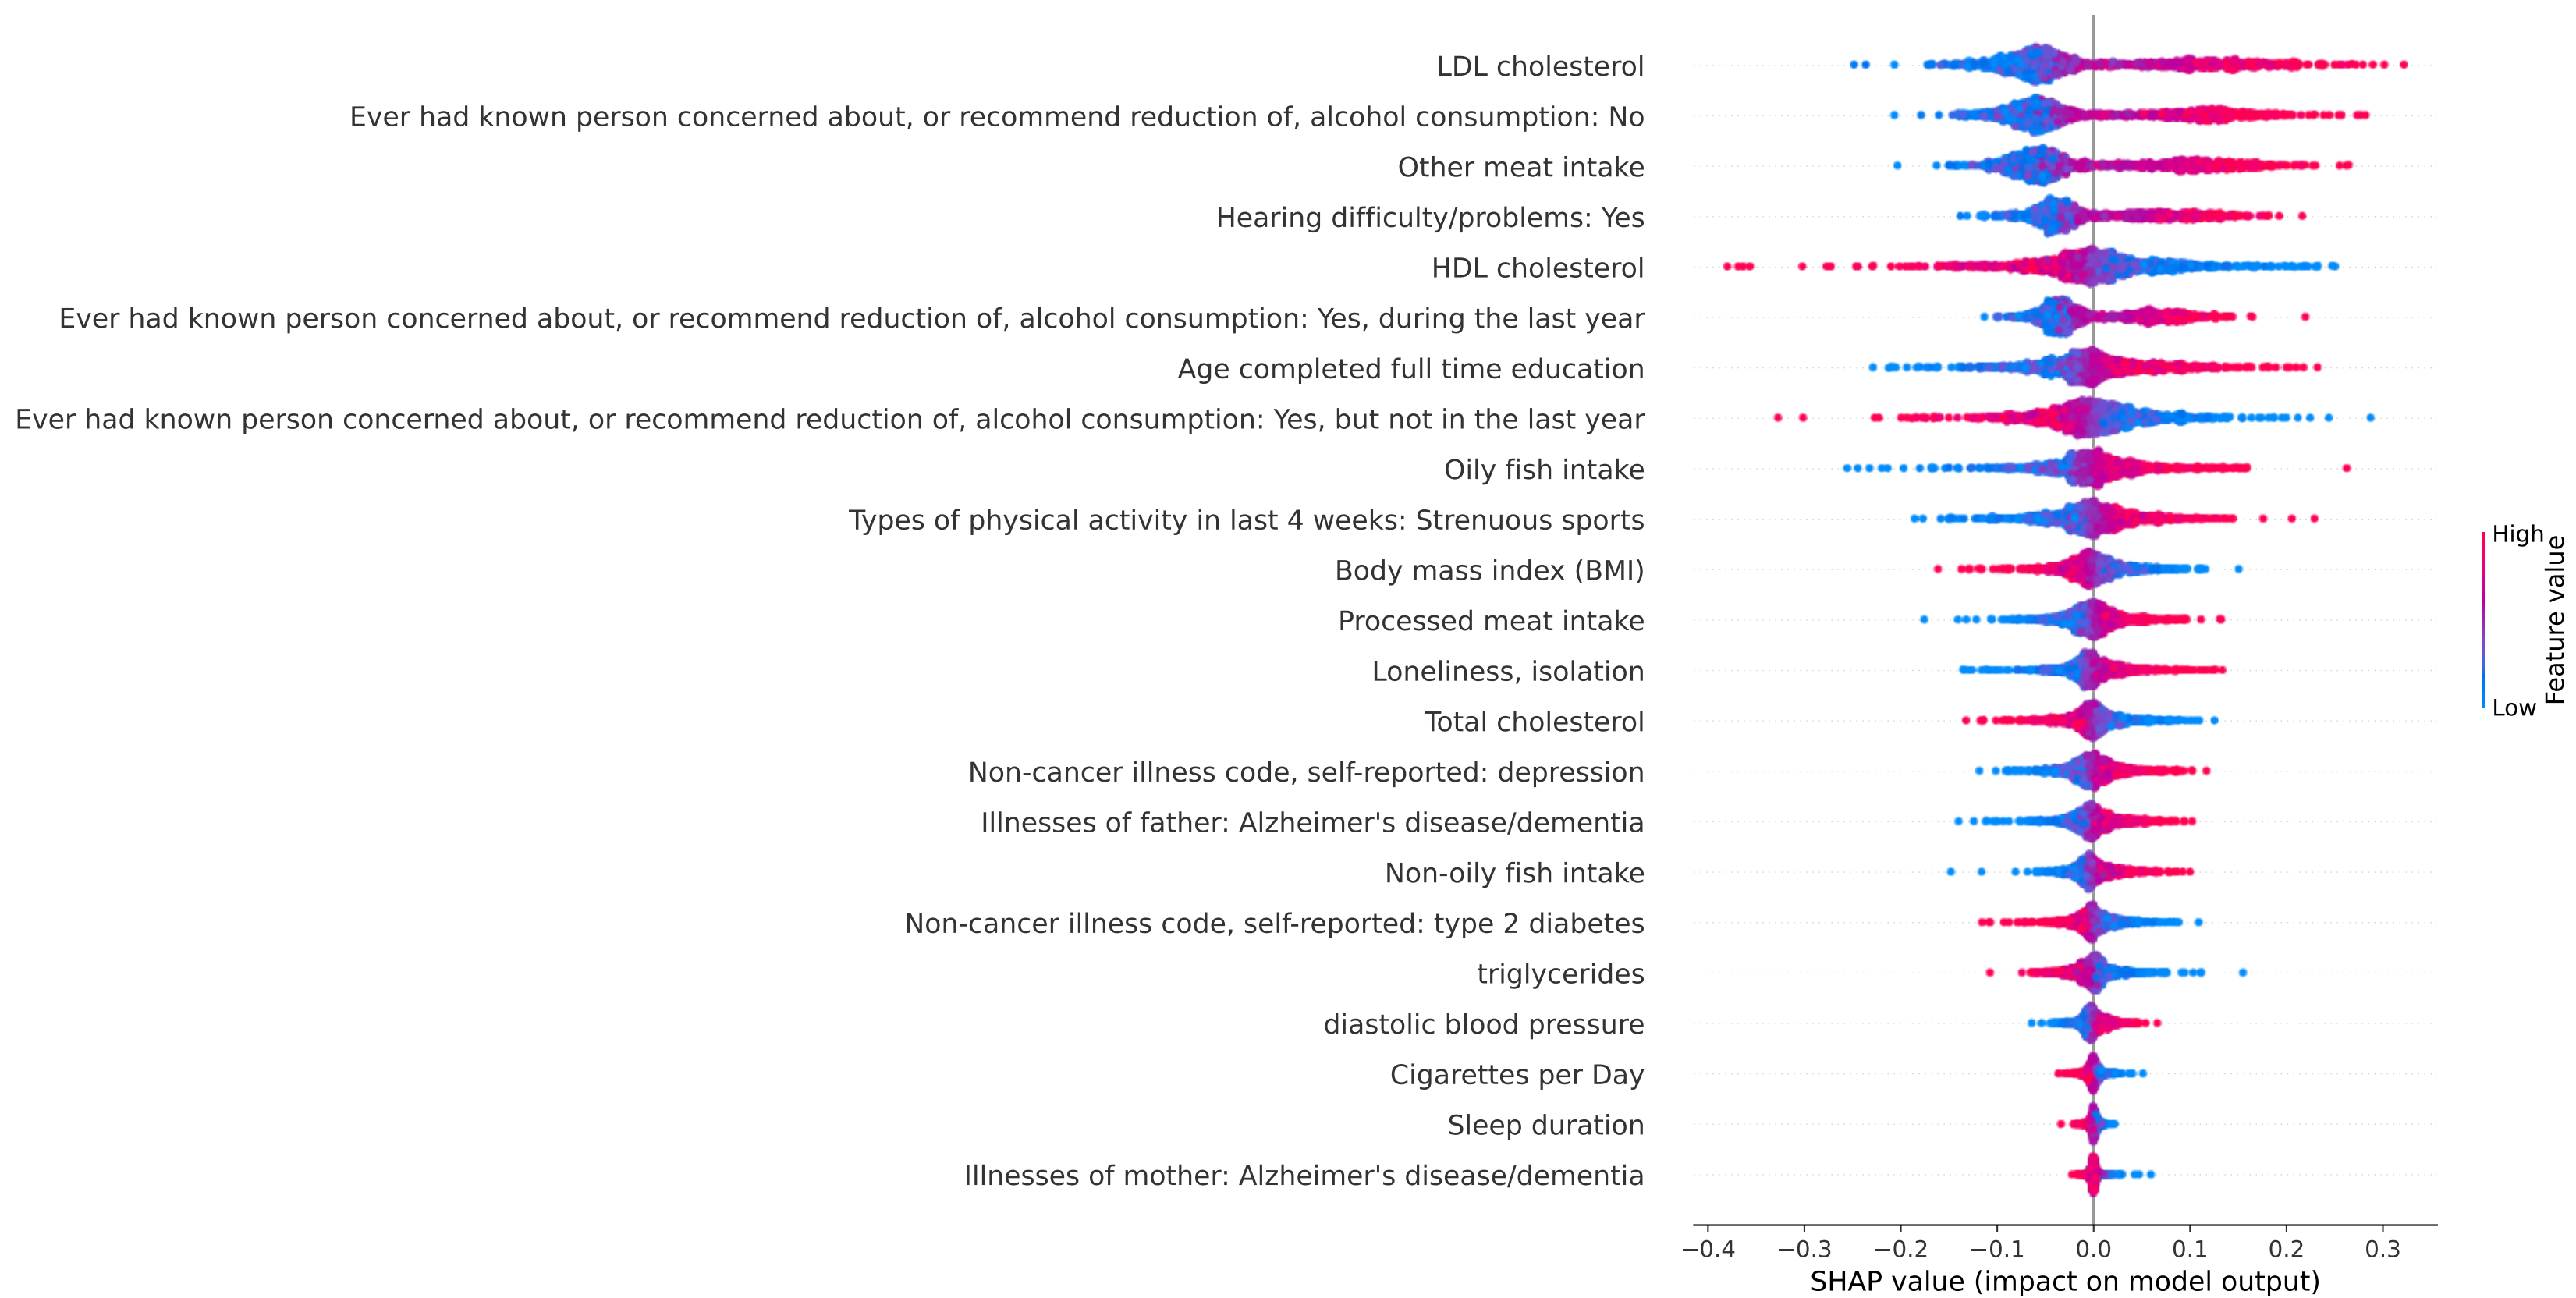 LDL cholesterol
Ever had known person concerned about, or recommend reduction of, alcohol consumption: No
Other meat intake
Hearing difficulty/problems: Yes
HDL cholesterol
Ever had known person concerned about, or recommend reduction of, alcohol consumption: Yes, during the last year
Age completed full time education
Ever had known person concerned about, or recommend reduction of, alcohol consumption: Yes, but not in the last year
Oily fish intake
Types of physical activity in last 4 weeks: Strenuous sports
Body mass index (BMI)
Processed meat intake
Loneliness, isolation
Total cholesterol
Non-cancer illness code, self-reported: depression
Illnesses of father: Alzheimer's disease/dementia
Non-oily fish intake
Non-cancer illness code, self-reported: type 2 diabetes
triglycerides
diastolic blood pressure
Cigarettes per Day
Sleep duration
Illnesses of mother: Alzheimer's disease/dementia
−0.4 −0.3 −0.2 −0.1 0.0 0.1 0.2 0.3
SHAP value (impact on model output)
High
Low
Feature value